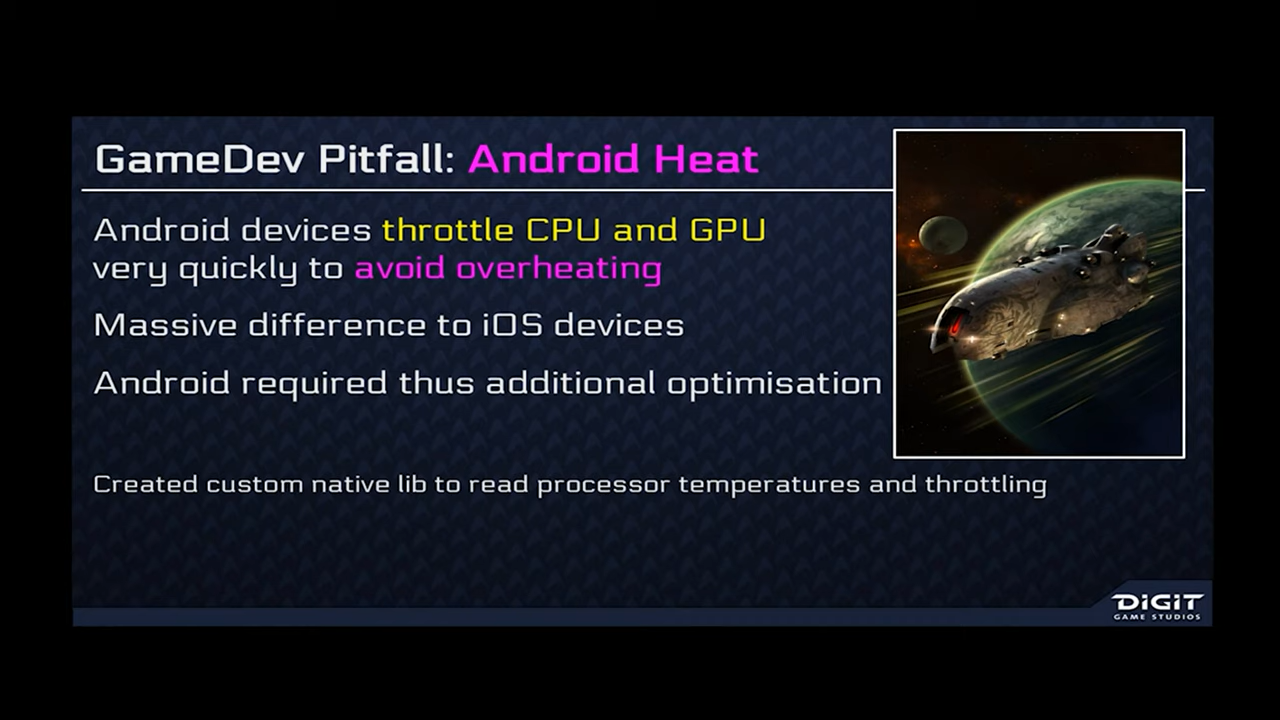 GameDev Pitfall: Android Heat
Android devices throttle CPU and GPU
very quickly to avoid overheating
Massive difference to iOS devices
Android required thus additional optimisation
Created custom native lib to read processor temperatures and throttling
DIGIT
GAME STUDIOS